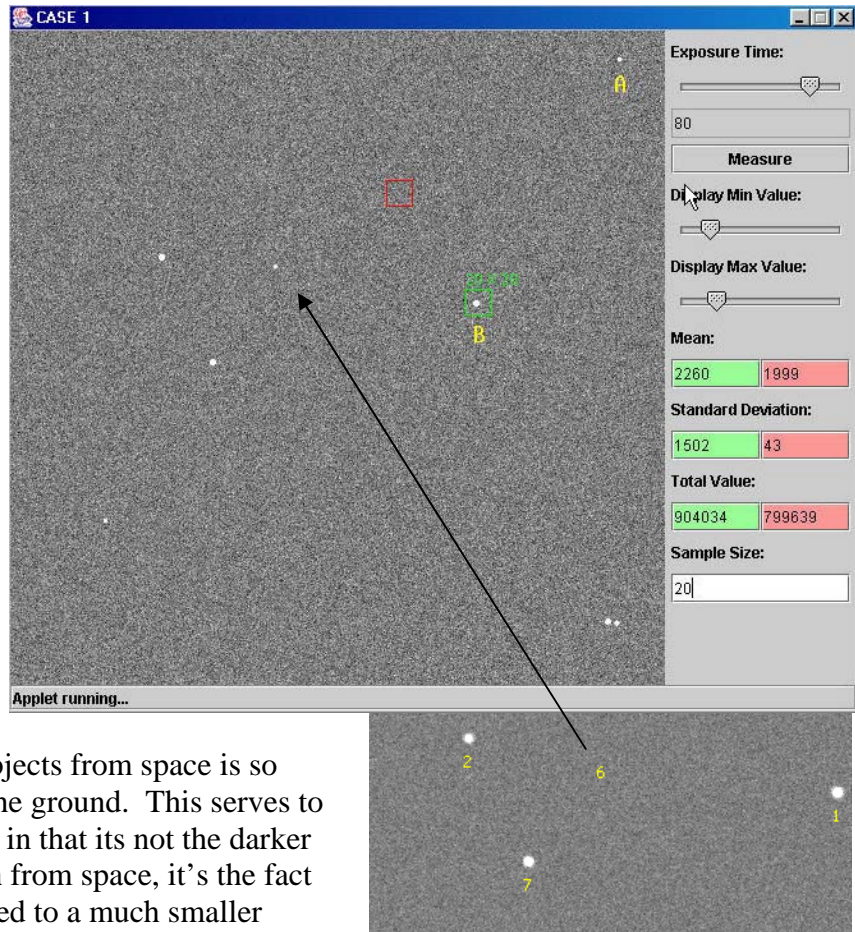 CASE 1
Exposure Time:
80
Measure
Display Min Value:
Display Max Value:
Mean:
2260 1999
Standard Deviation:
1502 43
Total Value:
904034 799639
Sample Size:
20
A
B
Applet running...
jects from space is so
ne ground. This serves to
in that its not the darker
from space, it's the fact
ed to a much smaller
2
6
1
7